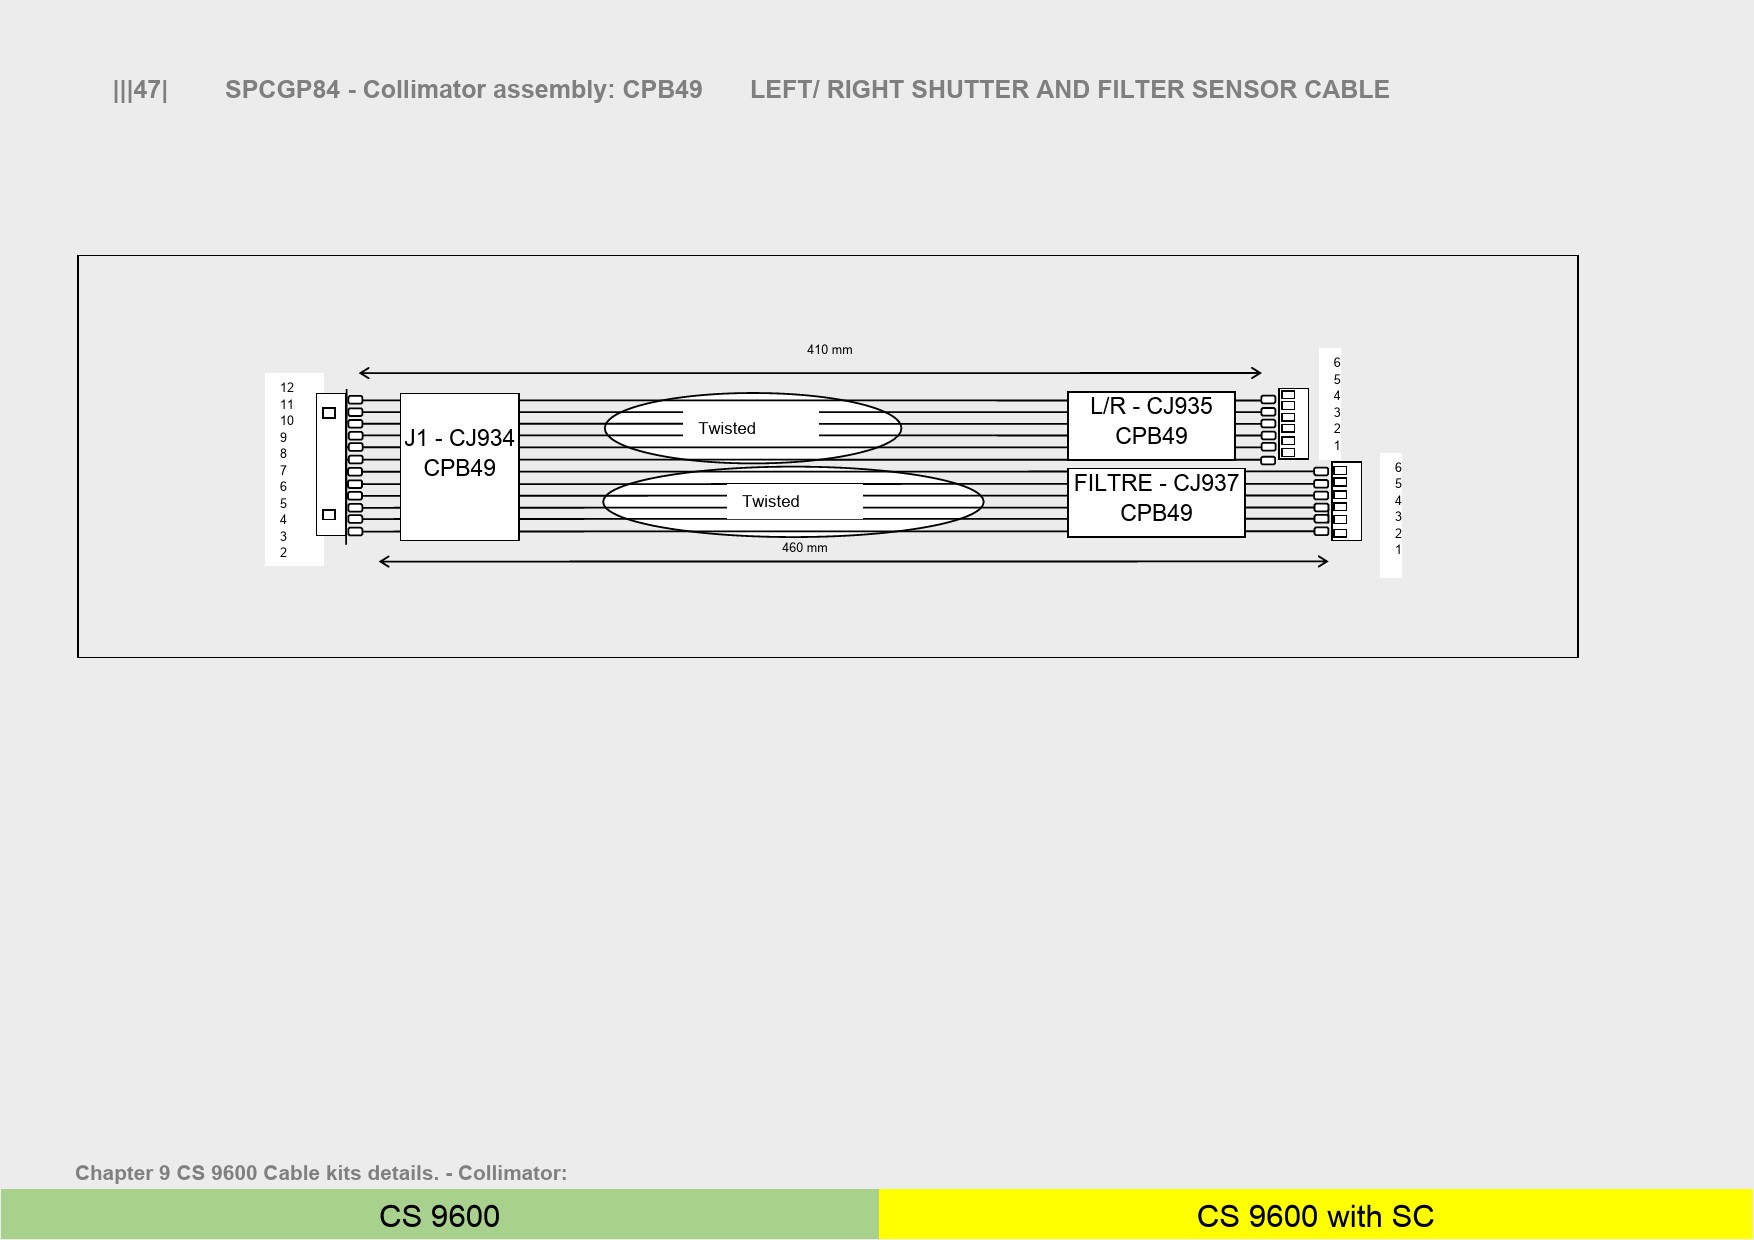 |||47| SPCGP84 - Collimator assembly: CPB49 LEFT/ RIGHT SHUTTER AND FILTER SENSOR CABLE
410 mm
12
11
10
9
8
7
6
5
4
3
2
J1 - CJ934
CPB49
Twisted
Twisted
460 mm
L/R - CJ935
CPB49
FILTRE - CJ937
CPB49
6
5
4
3
2
1
6
5
4
3
2
1
Chapter 9 CS 9600 Cable kits details. - Collimator:
CS 9600
CS 9600 with SC